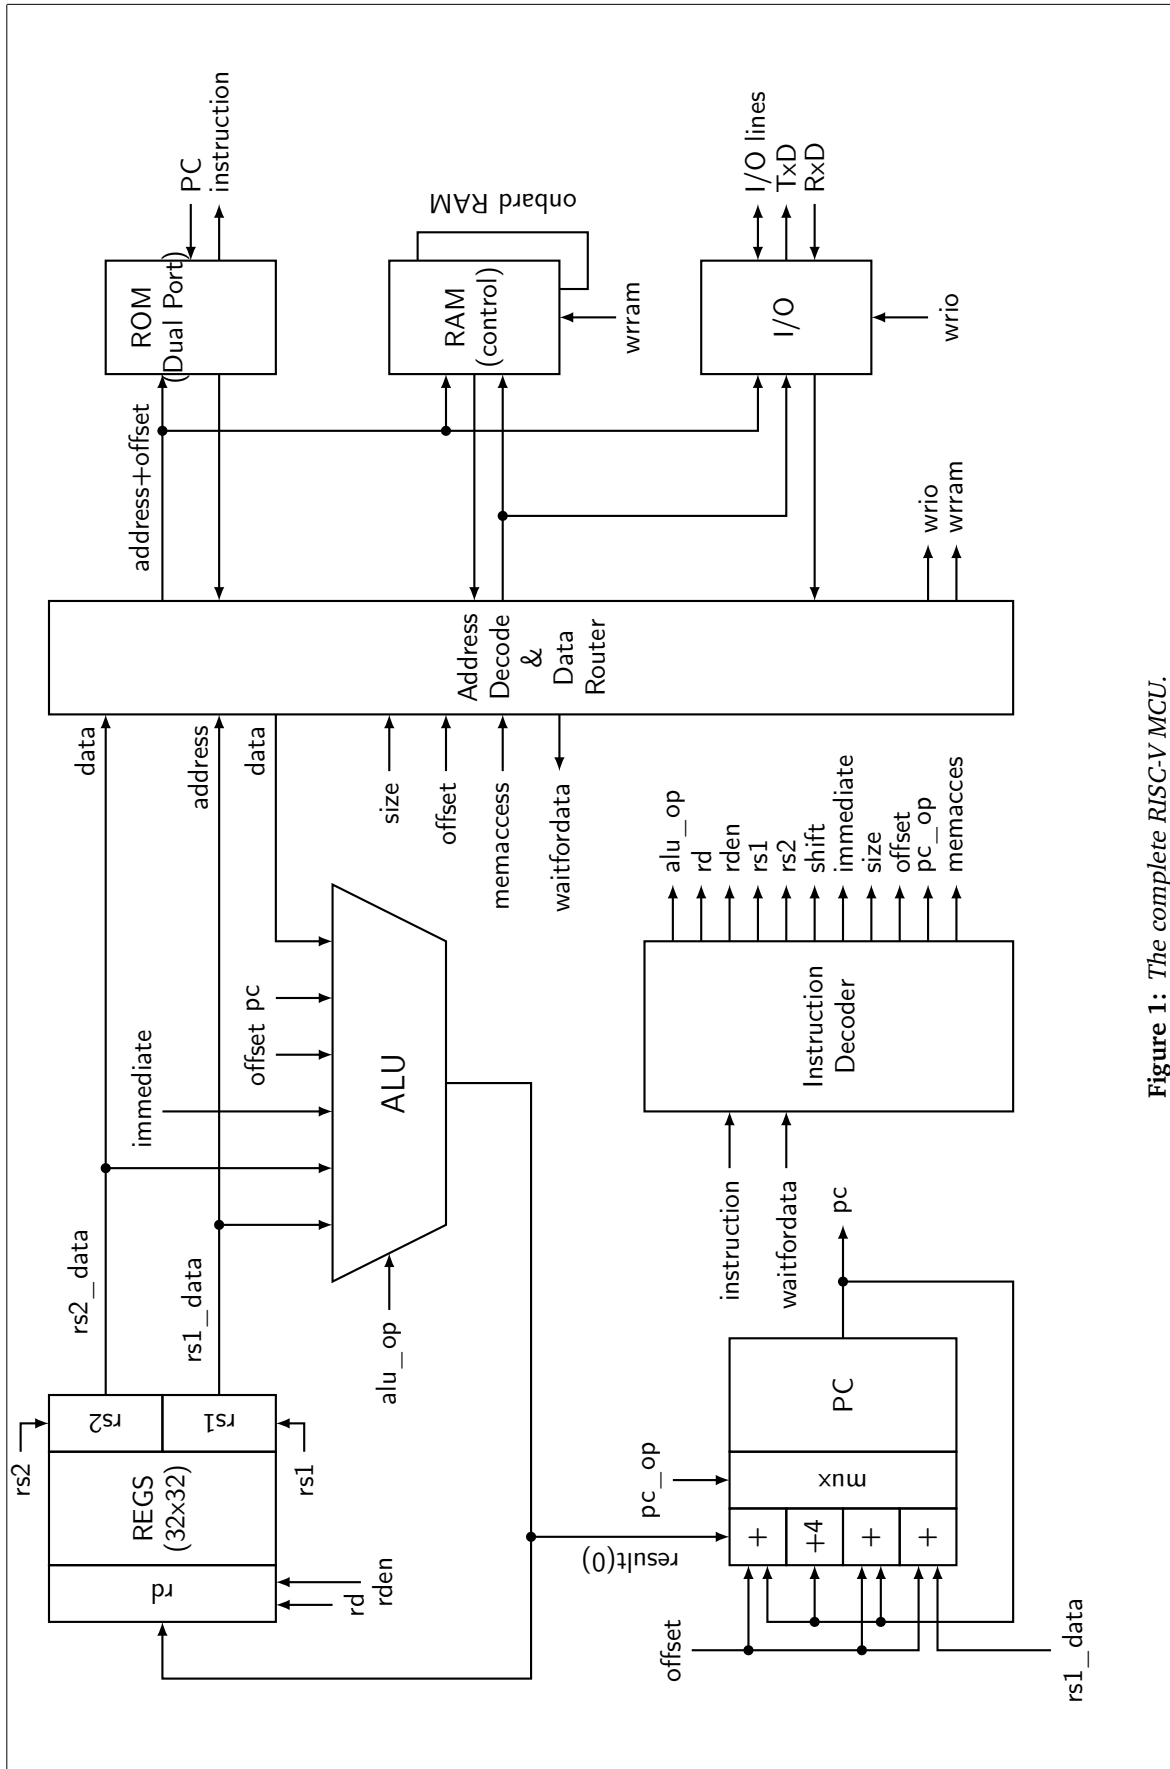 rs2
rs2_data
data
address+offset
REGS
(32x32)
rd
rs2
rs1
rs1
rd
rden
rs1_data
address
immediate
offset
pc
data
alu_op
ALU
size
offset
memaccess
waitfordata
Address
Decode
&
Data
Router
ROM
(Dual Port)
PC
instruction
RAM
(control)
onbard RAM
wrram
I/O
I/O lines
TxD
RxD
wrio
wrio
wrram
result(0)
pc_op
offset
+
+4
+
+
mux
PC
pc
rs1_data
instruction
waitfordata
Instruction
Decoder
alu_op
rd
rden
rs1
rs2
shift
immediate
size
offset
pc_op
memacces
Figure 1: The complete RISC-V MCU.